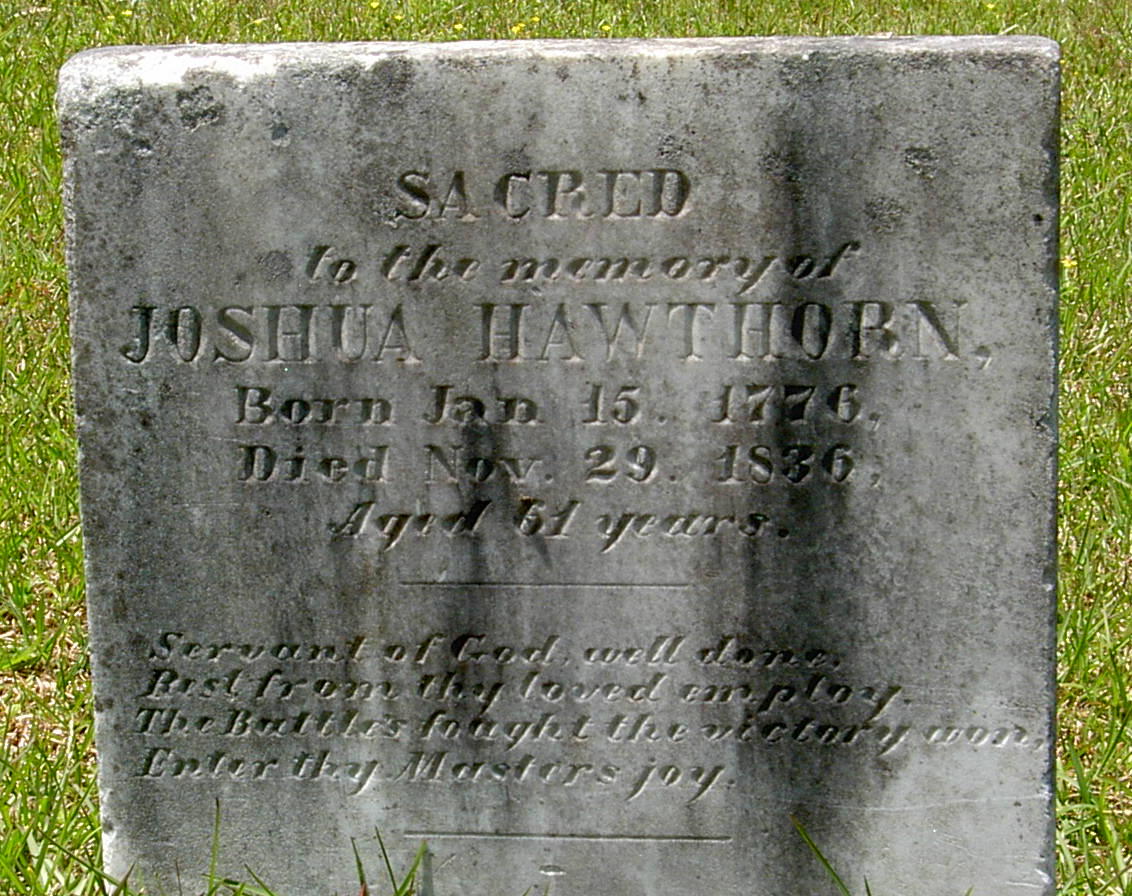 SACRED
to the memory of
JOSHUA HAWTHORN,
Born Jan 15. 1776,
Died Nov. 29. 1836,
Aged 51 years.
Servant of God, well done,
Rest from thy loved employ.
The Battle's fought the victory won,
Enter thy Masters joy.